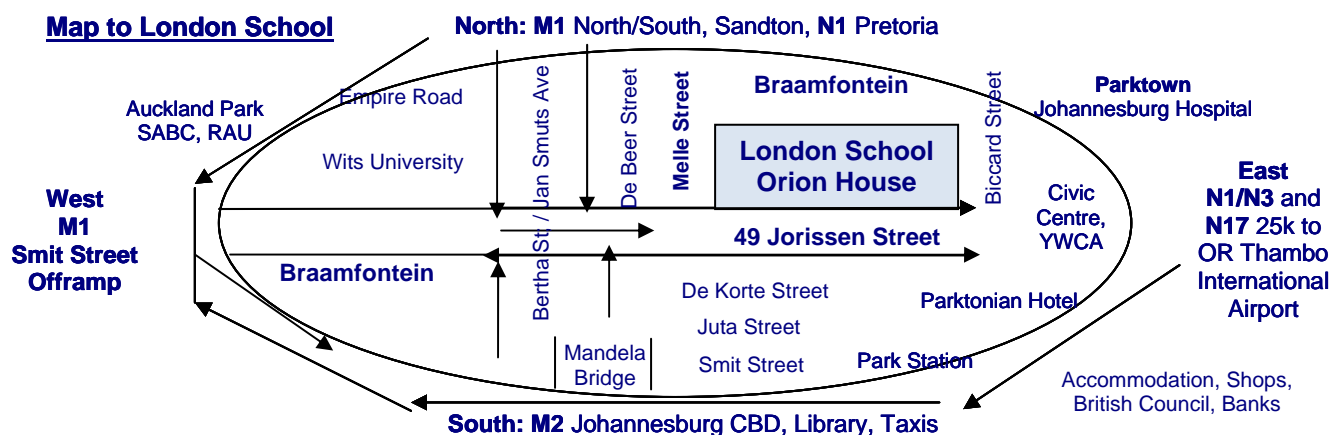 Map to London School
North: M1 North/South, Sandton, N1 Pretoria
Auckland Park
SABC, RAU
Empire Road
Wits University
Bertha St. / Jan Smuts Ave
De Beer Street
Melle Street
Braamfontein
London School
Orion House
Biccard Street
Parktown
Johannesburg Hospital
West
M1
Smit Street
Offramp
Civic
Centre,
YWCA
East
N1/N3 and
N17 25k to
OR Thambo
International
Airport
49 Jorissen Street
Braamfontein
De Korte Street
Juta Street
Smit Street
Parktonian Hotel
Park Station
Mandela
Bridge
Accommodation, Shops,
British Council, Banks
South: M2 Johannesburg CBD, Library, Taxis